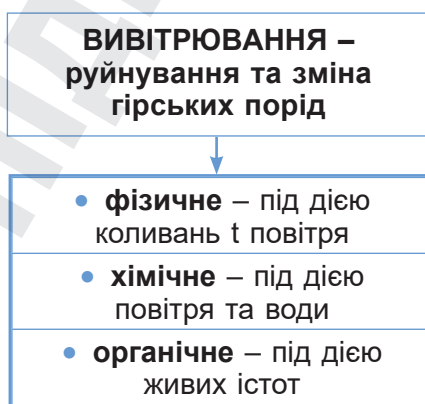 ВИВІТРЮВАННЯ –
руйнування та зміна
гірських порід
• фізичне – під дією
коливань t повітря
• хімічне – під дією
повітря та води
• органічне – під дією
живих істот